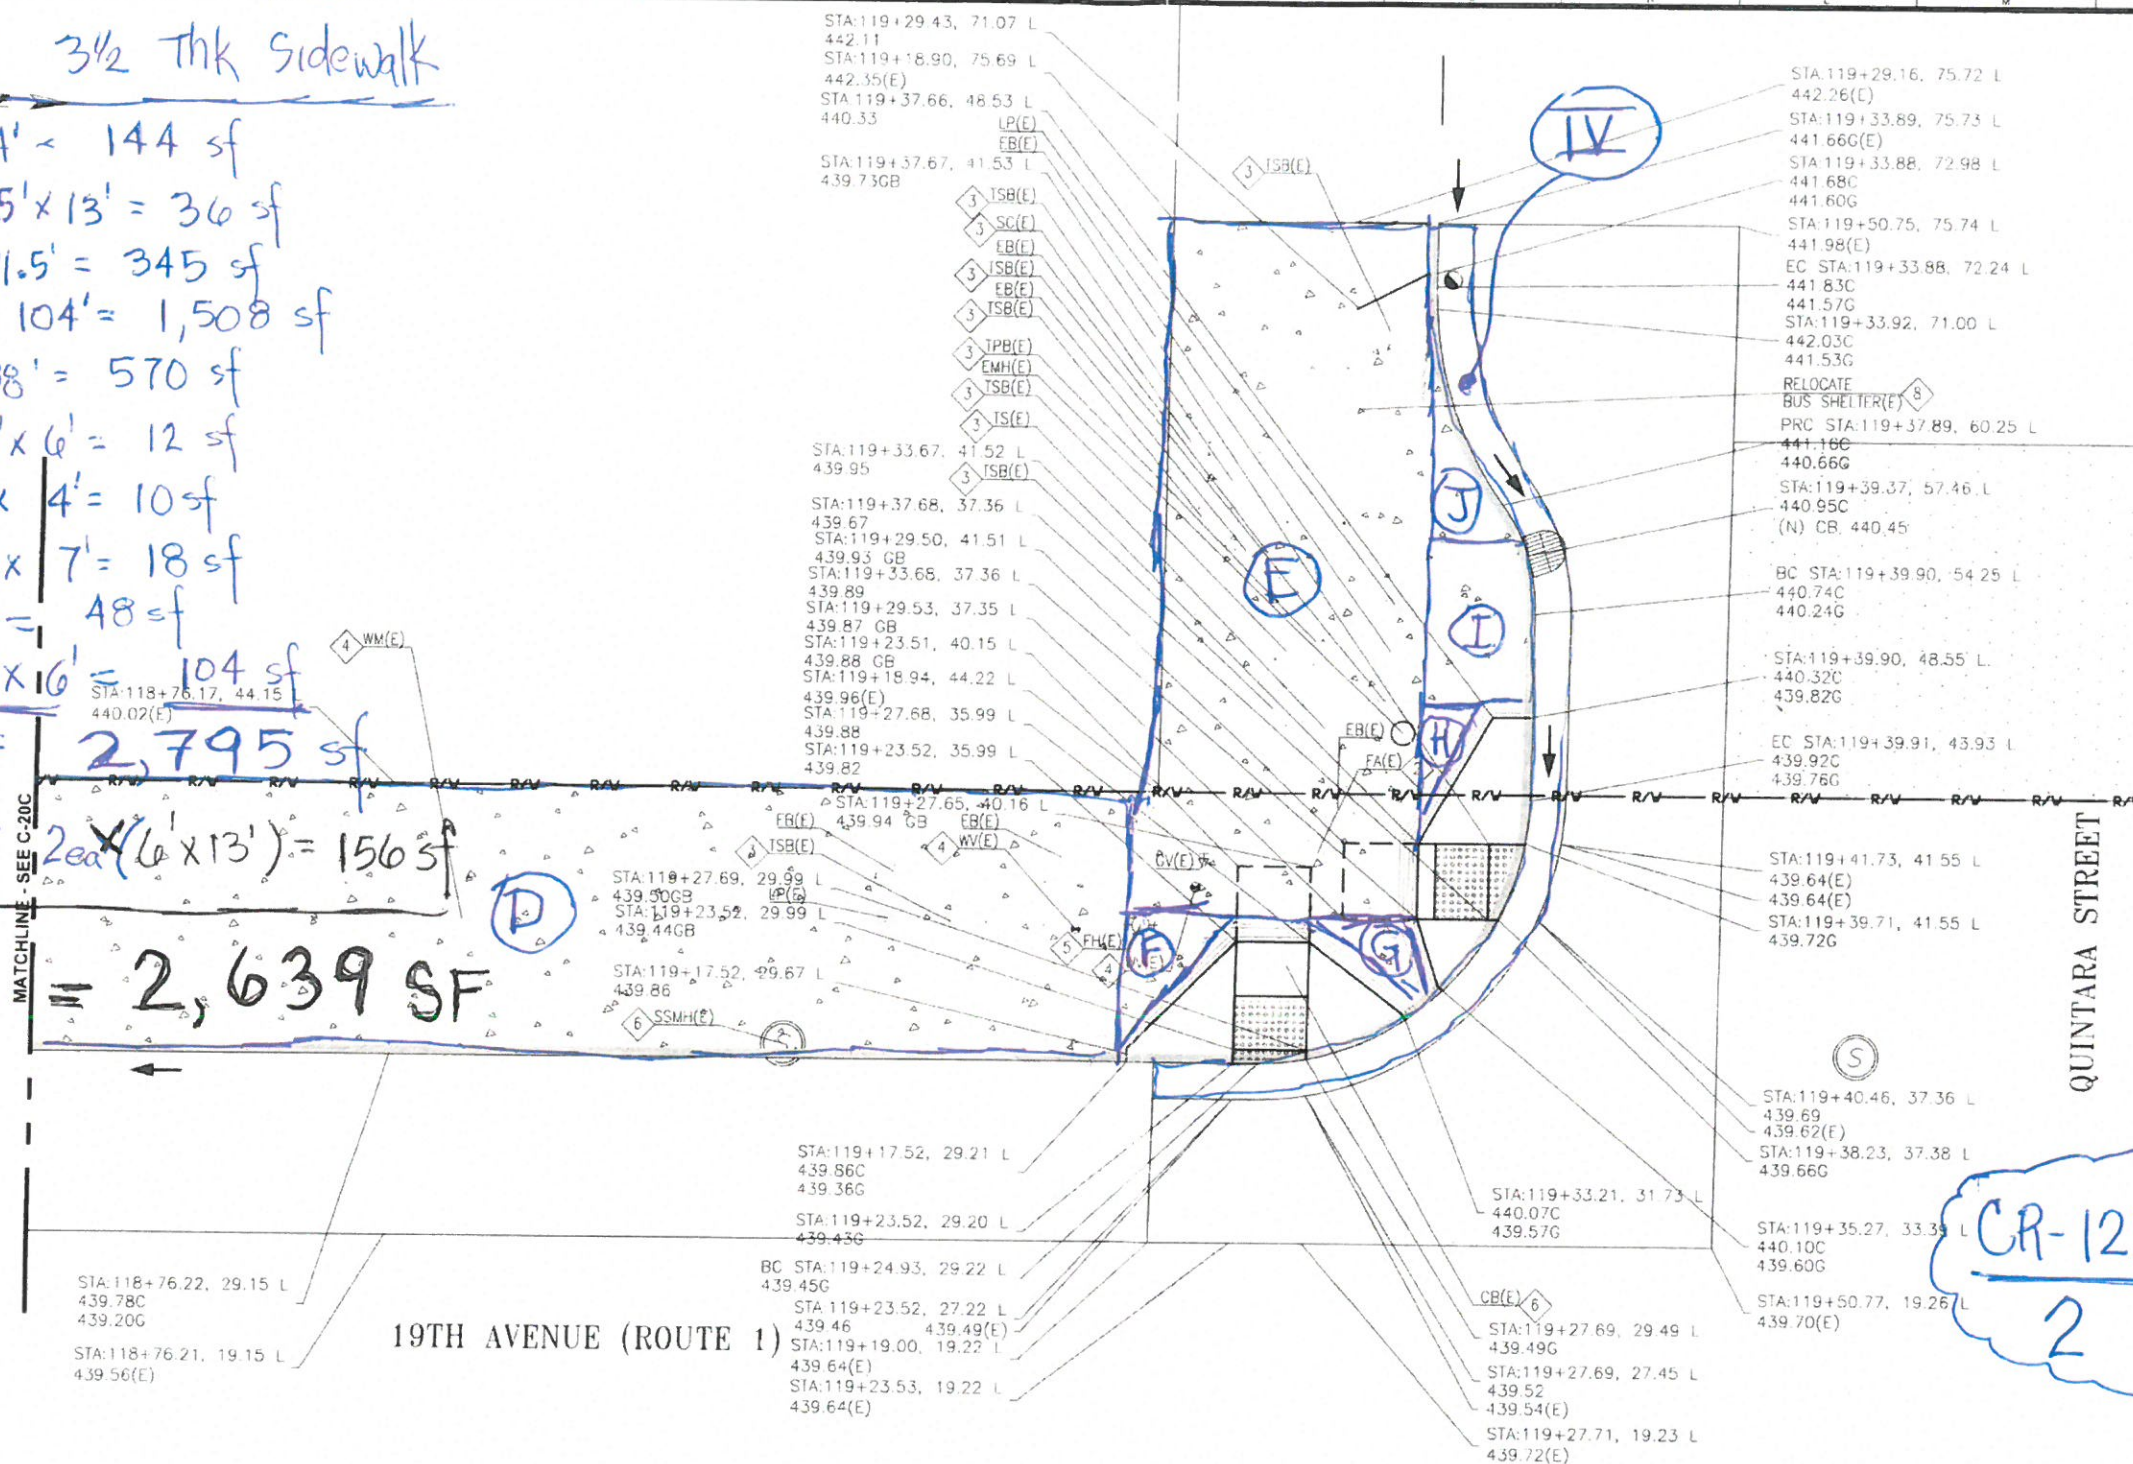 3½ Thk Sidewalk
4' = 144 sf
5' x 13' = 36 sf
1.5' = 345 sf
104' = 1,508 sf
38' = 570 sf
' x 6' = 12 sf
x 4' = 10 sf
x 7' = 18 sf
= 48 sf
x 6' = 104 sf
= 2,795 sf
2ea x (6' x 13') = 156 sf
= 2,639 SF
STA:118+76.17, 44.15
440.02(E)
4 WM(E)
MATCHLINE - SEE C-20C
STA:119+29.43, 71.07 L
442.11
STA:119+18.90, 75.69 L
442.35(E)
STA:119+37.66, 48.53 L
440.33
LP(E)
EB(E)
STA:119+37.67, 41.53 L
439.73GB
3 TSB(E)
3 SC(E)
EB(E)
3 TSB(E)
EB(E)
3 TSB(E)
3 TPB(E)
EMH(E)
3 TSB(E)
3 TS(E)
STA:119+33.67, 41.52 L
439.95
3 TSB(E)
STA:119+37.68, 37.36 L
439.67
STA:119+29.50, 41.51 L
439.93 GB
STA:119+33.68, 37.36 L
439.89
STA:119+29.53, 37.35 L
439.87 GB
STA:119+23.51, 40.15 L
439.88 GB
STA:119+18.94, 44.22 L
439.96(E)
STA:119+27.68, 35.99 L
439.88
STA:119+23.52, 35.99 L
439.82
R/W R/W R/W R/W R/W R/W R/W R/W R/W R/W R/W R/W R/W R/W R/W R/W R/W R/W R/W R/W R/W R/W R/W R/W R/W
STA:119+27.65, 40.16 L
439.94 GB
EB(E)
EB(E)
3 TSB(E)
4 WV(E)
STA:119+27.69, 29.99 L
439.50GB
LP(E)
STA:119+23.52, 29.99 L
439.44GB
5 FH(E)
4
STA:119+17.52, 29.67 L
439.86
6 SSMH(E)
D
E
F
G
H
I
J
IV
3 TSB(E)
EB(E)
FA(E)
GV(E)
STA:119+29.16, 75.72 L
442.26(E)
STA:119+33.89, 75.73 L
441.66G(E)
STA:119+33.88, 72.98 L
441.68C
441.60G
STA:119+50.75, 75.74 L
441.98(E)
EC STA:119+33.88, 72.24 L
441.83C
441.57G
STA:119+33.92, 71.00 L
442.03C
441.53G
RELOCATE
BUS SHELTER(E) 8
PRC STA:119+37.89, 60.25 L
441.16C
440.66G
STA:119+39.37, 57.46 L
440.95C
(N) CB 440.45
BC STA:119+39.90, 54.25 L
440.74C
440.24G
STA:119+39.90, 48.55 L
440.32C
439.82G
EC STA:119+39.91, 43.93 L
439.92C
439.76G
STA:119+41.73, 41.55 L
439.64(E)
439.64(E)
STA:119+39.71, 41.55 L
439.72G
QUINTARA STREET
S
STA:119+40.46, 37.36 L
439.69
439.62(E)
STA:119+38.23, 37.38 L
439.66G
STA:119+33.21, 31.73 L
440.07C
439.57G
STA:119+35.27, 33.39 L
440.10C
439.60G
STA:119+50.77, 19.26 L
439.70(E)
CR-12
2
STA:119+17.52, 29.21 L
439.86C
439.36G
STA:119+23.52, 29.20 L
439.43G
BC STA:119+24.93, 29.22 L
439.45G
STA:119+23.52, 27.22 L
439.46 439.49(E)
STA:119+19.00, 19.22 L
439.64(E)
STA:119+23.53, 19.22 L
439.64(E)
CB(E) 6
STA:119+27.69, 29.49 L
439.49G
STA:119+27.69, 27.45 L
439.52
439.54(E)
STA:119+27.71, 19.23 L
439.72(E)
STA:118+76.22, 29.15 L
439.78C
439.20G
STA:118+76.21, 19.15 L
439.56(E)
19TH AVENUE (ROUTE 1)